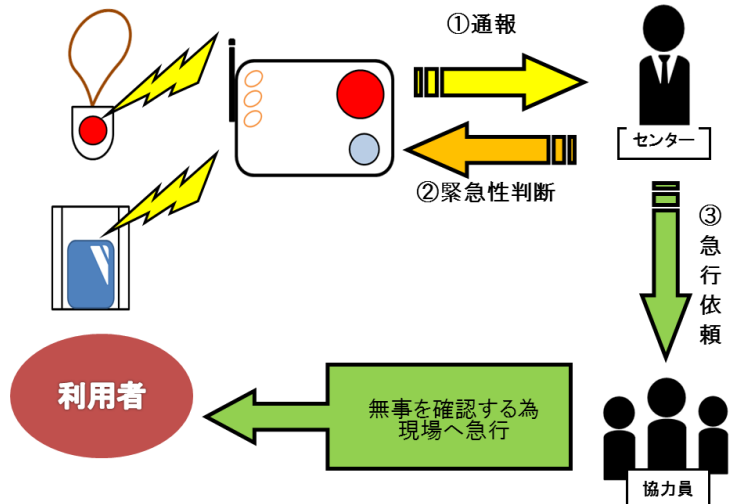 ①通報
センター
②緊急性判断
③急行依頼
利用者
無事を確認する為
現場へ急行
協力員